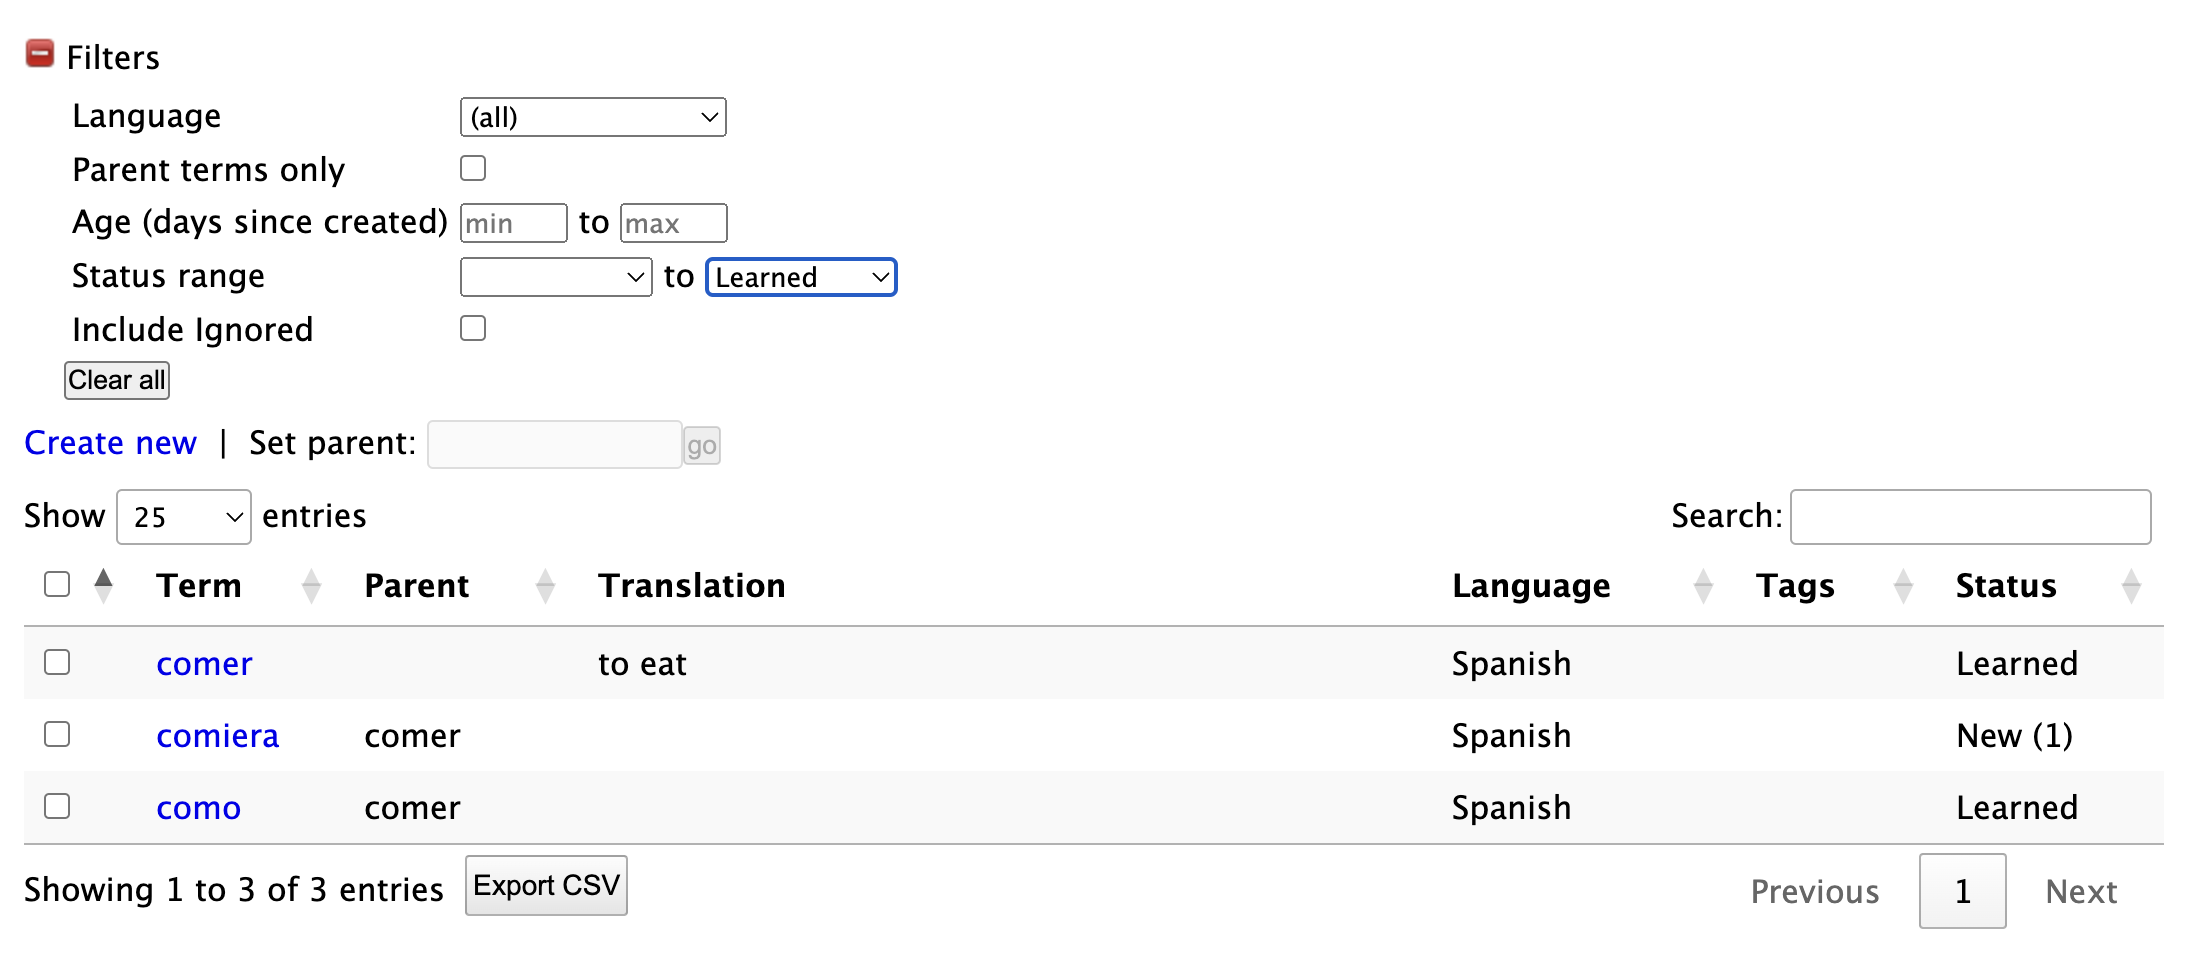 Filters
Language (all)
Parent terms only
Age (days since created) min to max
Status range to Learned
Include Ignored
Clear all
Create new | Set parent: go
Show 25 entries Search:
Term Parent Translation Language Tags Status
comer to eat Spanish Learned
comiera comer Spanish New (1)
como comer Spanish Learned
Showing 1 to 3 of 3 entries Export CSV Previous 1 Next